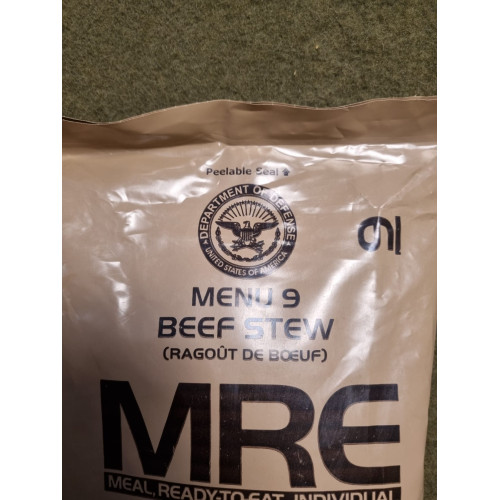 Peelable Seal
DEPARTMENT OF DEFENSE
UNITED STATES OF AMERICA
9
MENU 9
BEEF STEW
(RAGOÛT DE BŒUF)
MRE
MEAL, READY-TO-EAT, INDIVIDUAL